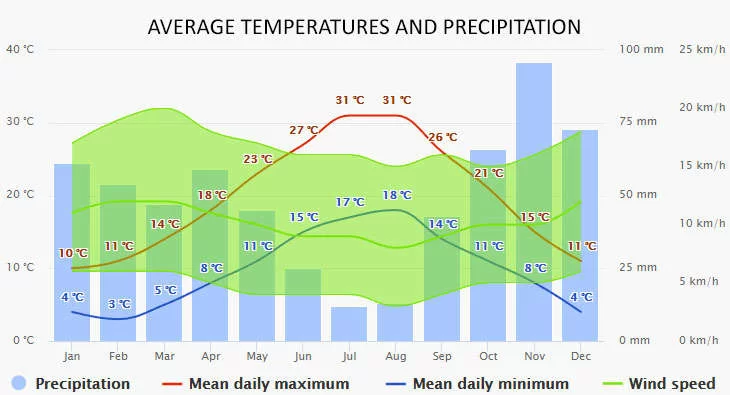 AVERAGE TEMPERATURES AND PRECIPITATION
40 °C 100 mm 25 km/h
31 °C 31 °C
20 km/h
30 °C 27 °C 26 °C 75 mm
23 °C
21 °C 15 km/h
20 °C 18 °C 17 °C 18 °C 50 mm
14 °C 15 °C 14 °C 15 °C 10 km/h
10 °C 11 °C 11 °C 11 °C 11 °C
10 °C 8 °C 8 °C 25 mm
4 °C 3 °C 5 °C 4 °C 5 km/h
0 °C 0 mm 0 km/h
Jan Feb Mar Apr May Jun Jul Aug Sep Oct Nov Dec
Precipitation Mean daily maximum Mean daily minimum Wind speed